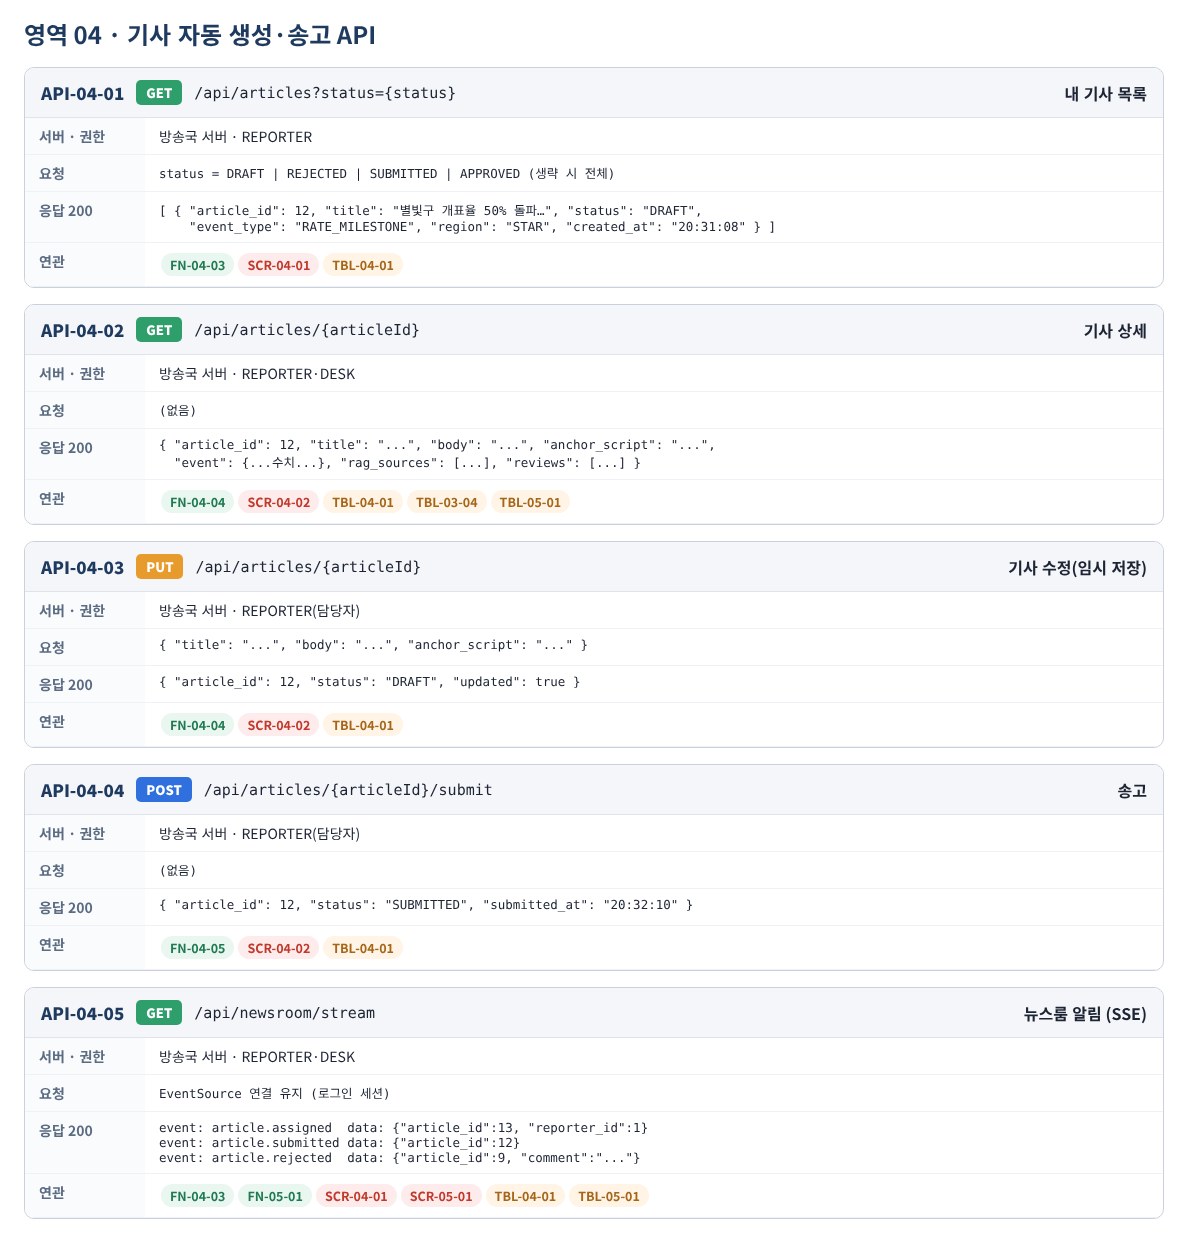 영역 04 · 기사 자동 생성·송고 API
API-04-01 GET /api/articles?status={status} 내 기사 목록
서버 · 권한 방송국 서버 · REPORTER
요청 status = DRAFT | REJECTED | SUBMITTED | APPROVED (생략 시 전체)
응답 200 [ { "article_id": 12, "title": "별빛구 개표율 50% 돌파…", "status": "DRAFT",
"event_type": "RATE_MILESTONE", "region": "STAR", "created_at": "20:31:08" } ]
연관 FN-04-03 SCR-04-01 TBL-04-01
API-04-02 GET /api/articles/{articleId} 기사 상세
서버 · 권한 방송국 서버 · REPORTER·DESK
요청 (없음)
응답 200 { "article_id": 12, "title": "...", "body": "...", "anchor_script": "...",
"event": {...수치...}, "rag_sources": [...], "reviews": [...] }
연관 FN-04-04 SCR-04-02 TBL-04-01 TBL-03-04 TBL-05-01
API-04-03 PUT /api/articles/{articleId} 기사 수정(임시 저장)
서버 · 권한 방송국 서버 · REPORTER(담당자)
요청 { "title": "...", "body": "...", "anchor_script": "..." }
응답 200 { "article_id": 12, "status": "DRAFT", "updated": true }
연관 FN-04-04 SCR-04-02 TBL-04-01
API-04-04 POST /api/articles/{articleId}/submit 송고
서버 · 권한 방송국 서버 · REPORTER(담당자)
요청 (없음)
응답 200 { "article_id": 12, "status": "SUBMITTED", "submitted_at": "20:32:10" }
연관 FN-04-05 SCR-04-02 TBL-04-01
API-04-05 GET /api/newsroom/stream 뉴스룸 알림 (SSE)
서버 · 권한 방송국 서버 · REPORTER·DESK
요청 EventSource 연결 유지 (로그인 세션)
응답 200 event: article.assigned  data: {"article_id":13, "reporter_id":1}
event: article.submitted data: {"article_id":12}
event: article.rejected  data: {"article_id":9, "comment":"..."}
연관 FN-04-03 FN-05-01 SCR-04-01 SCR-05-01 TBL-04-01 TBL-05-01